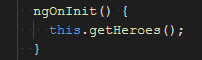 ngOnInit() {
this.getHeroes();
}